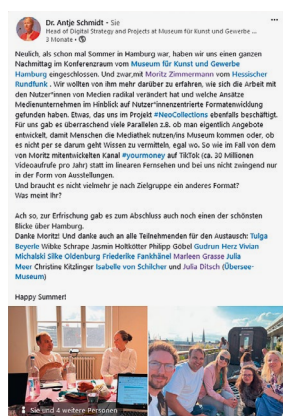 Dr. Antje Schmidt • Sie
Head of Digital Strategy and Projects at Museum für Kunst und Gewerbe ...
3 Monate •
Neulich, als schon mal Sommer in Hamburg war, haben wir uns einen ganzen
Nachmittag im Konferenzraum vom Museum für Kunst und Gewerbe
Hamburg eingeschlossen. Und zwar,mit Moritz Zimmermann vom Hessischer
Rundfunk . Wir wollten von ihm mehr darüber zu erfahren, wie sich die Arbeit mit
den Nutzer*innen von Medien radikal verändert hat und welche Ansätze
Medienunternehmen im Hinblick auf Nutzer*innenzentrierte Formatentwicklung
gefunden haben. Etwas, das uns im Projekt #NeoCollections ebenfalls beschäftigt.
Für uns gab es überraschend viele Parallelen z.B. ob man eigentlich Angebote
entwickelt, damit Menschen die Mediathek nutzen/ins Museum kommen oder, ob
es nicht per se darum geht Wissen zu vermitteln, egal wo. So wie im Fall von dem
von Moritz mitentwickelten Kanal #yourmoney auf TikTok (ca. 30 Millionen
Videoaufrufe pro Jahr) statt im linearen Fernsehen und bei uns nicht zwingend nur
in der Form von Ausstellungen.
Und braucht es nicht vielmehr je nach Zielgruppe ein anderes Format?
Was meint ihr?
Ach so, zur Erfrischung gab es zum Abschluss auch noch einen der schönsten
Blicke über Hamburg.
Danke Moritz! Und danke auch an alle Teilnehmenden für den Austausch: Tulga
Beyerle Wibke Schrape Jasmin Holtkötter Philipp Göbel Gudrun Herz Vivian
Michalski Silke Oldenburg Friederike Fankhänel Marleen Grasse Julia
Meer Christine Kitzlinger Isabelle von Schilcher und Julia Ditsch (Übersee-
Museum)
Happy Summer!
Sie und 4 weitere Personen